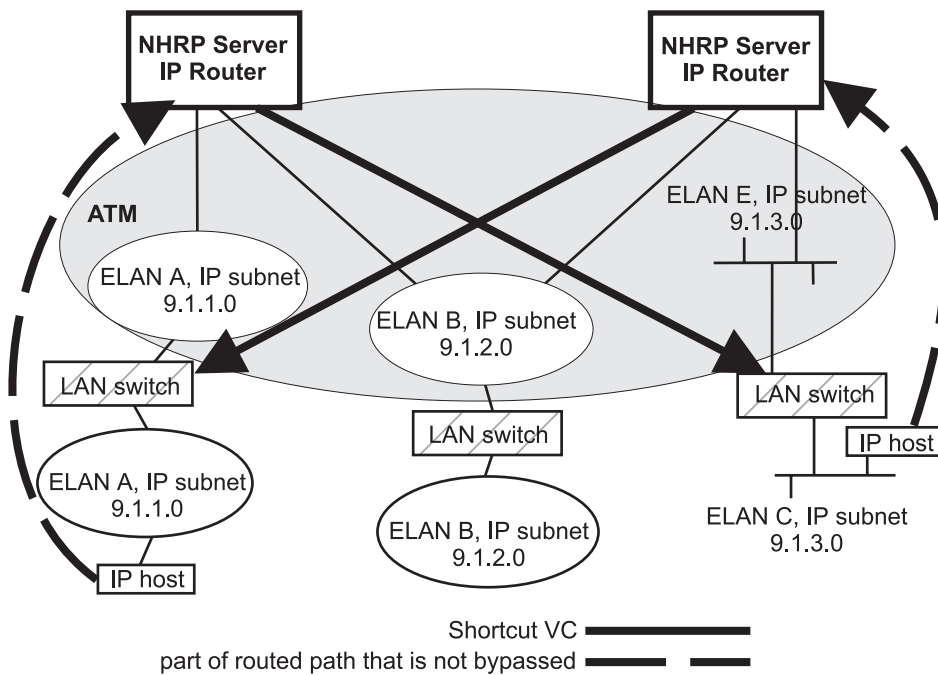 NHRP Server
IP Router
NHRP Server
IP Router
ATM
ELAN E, IP subnet
9.1.3.0
ELAN A, IP subnet
9.1.1.0
ELAN B, IP subnet
9.1.2.0
LAN switch
LAN switch
LAN switch
IP host
ELAN A, IP subnet
9.1.1.0
ELAN B, IP subnet
9.1.2.0
ELAN C, IP subnet
9.1.3.0
IP host
Shortcut VC
part of routed path that is not bypassed